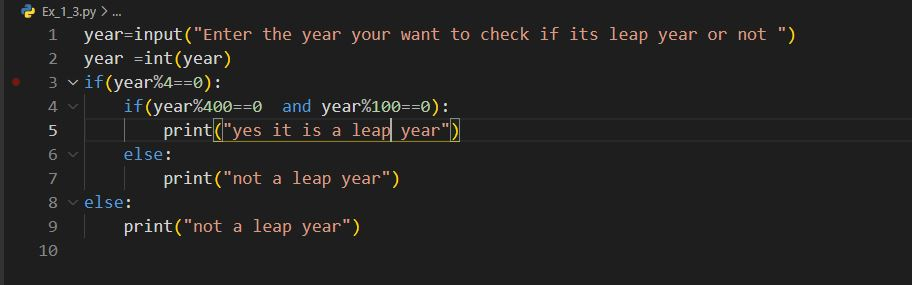 Ex_1_3.py > ...
1 year=input("Enter the year your want to check if its leap year or not ")
2 year =int(year)
3 if(year%4==0):
4     if(year%400==0  and year%100==0):
5         print("yes it is a leap year")
6     else:
7         print("not a leap year")
8 else:
9     print("not a leap year")
10